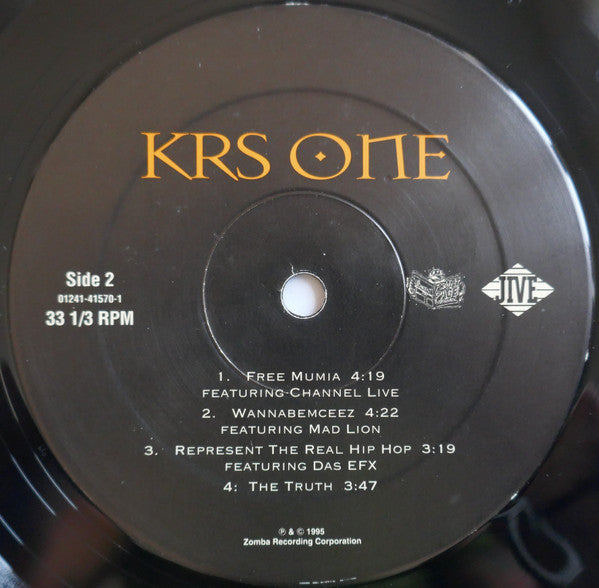 KRS ONE
Side 2
01241-41570-1
33 1/3 RPM
JIVE
1. FREE MUMIA 4:19
FEATURING CHANNEL LIVE
2. WANNABEMCEEZ 4:22
FEATURING MAD LION
3. REPRESENT THE REAL HIP HOP 3:19
FEATURING DAS EFX
4: THE TRUTH 3:47
℗ & © 1995
Zomba Recording Corporation